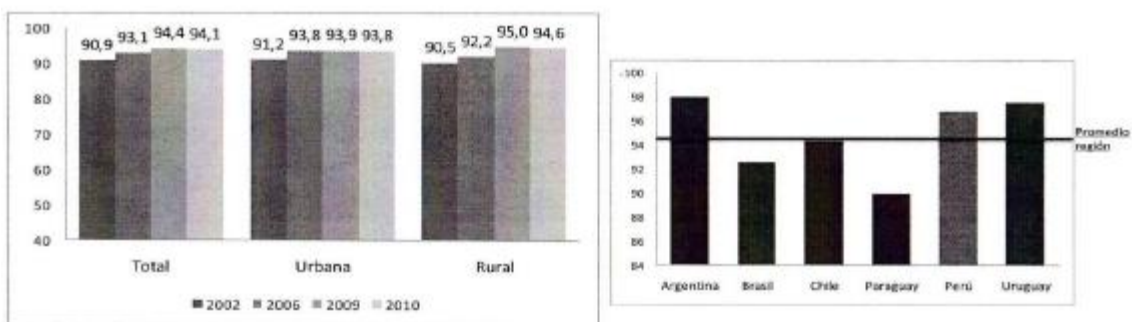 100
90
80
70
60
50
40
90,9
93,1
94,4
94,1
91,2
93,8
93,9
93,8
90,5
92,2
95,0
94,6
Total
Urbana
Rural
2002
2006
2009
2010
100
98
96
94
92
90
88
86
84
Promedio
región
Argentina
Brasil
Chile
Paraguay
Perú
Uruguay